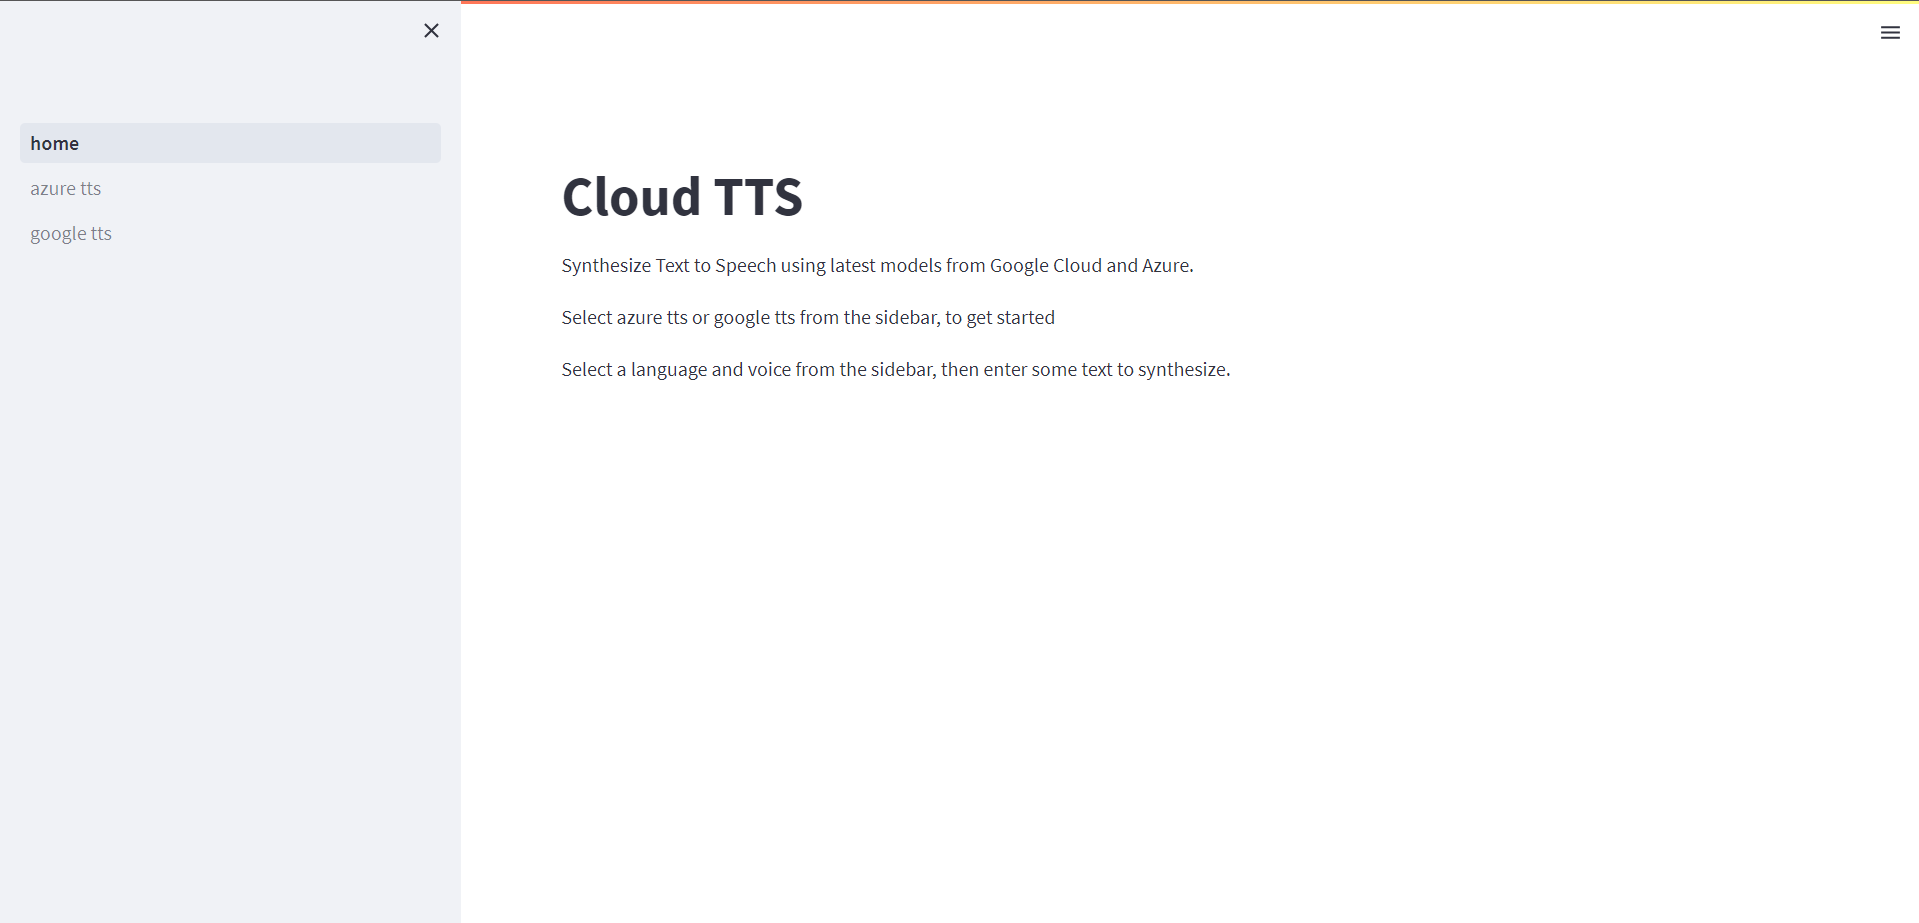 home
azure tts
google tts
Cloud TTS
Synthesize Text to Speech using latest models from Google Cloud and Azure.
Select azure tts or google tts from the sidebar, to get started
Select a language and voice from the sidebar, then enter some text to synthesize.